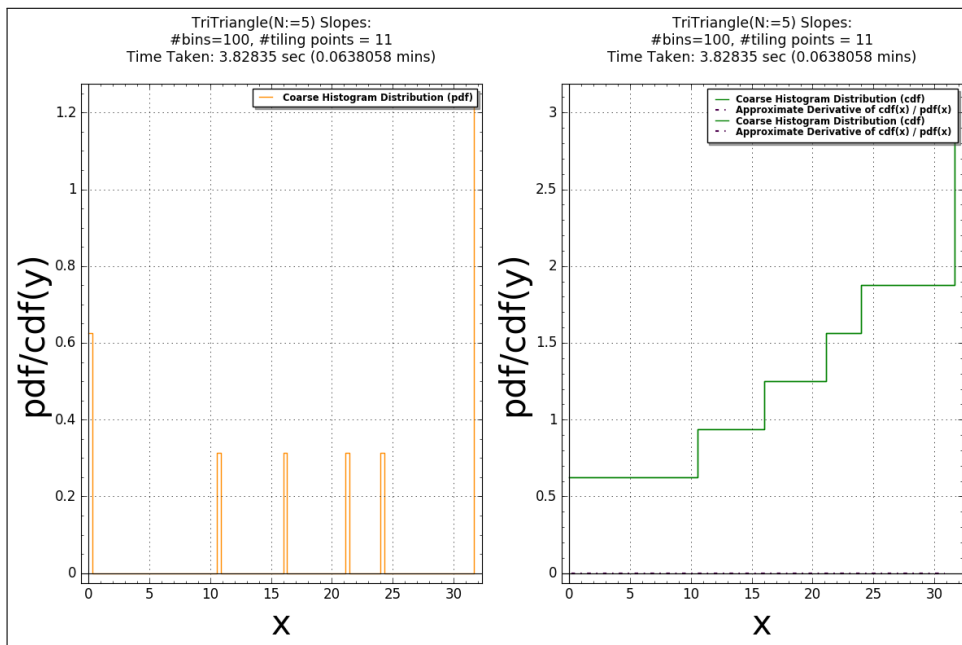 TriTriangle(N:=5) Slopes:
#bins=100, #tiling points = 11
Time Taken: 3.82835 sec (0.0638058 mins)
Coarse Histogram Distribution (pdf)
pdf/cdf(y)
1.2
1
0.8
0.6
0.4
0.2
0
0 5 10 15 20 25 30
x
TriTriangle(N:=5) Slopes:
#bins=100, #tiling points = 11
Time Taken: 3.82835 sec (0.0638058 mins)
Coarse Histogram Distribution (cdf)
Approximate Derivative of cdf(x) / pdf(x)
Coarse Histogram Distribution (cdf)
Approximate Derivative of cdf(x) / pdf(x)
pdf/cdf(y)
3
2.5
2
1.5
1
0.5
0
0 5 10 15 20 25 30
x